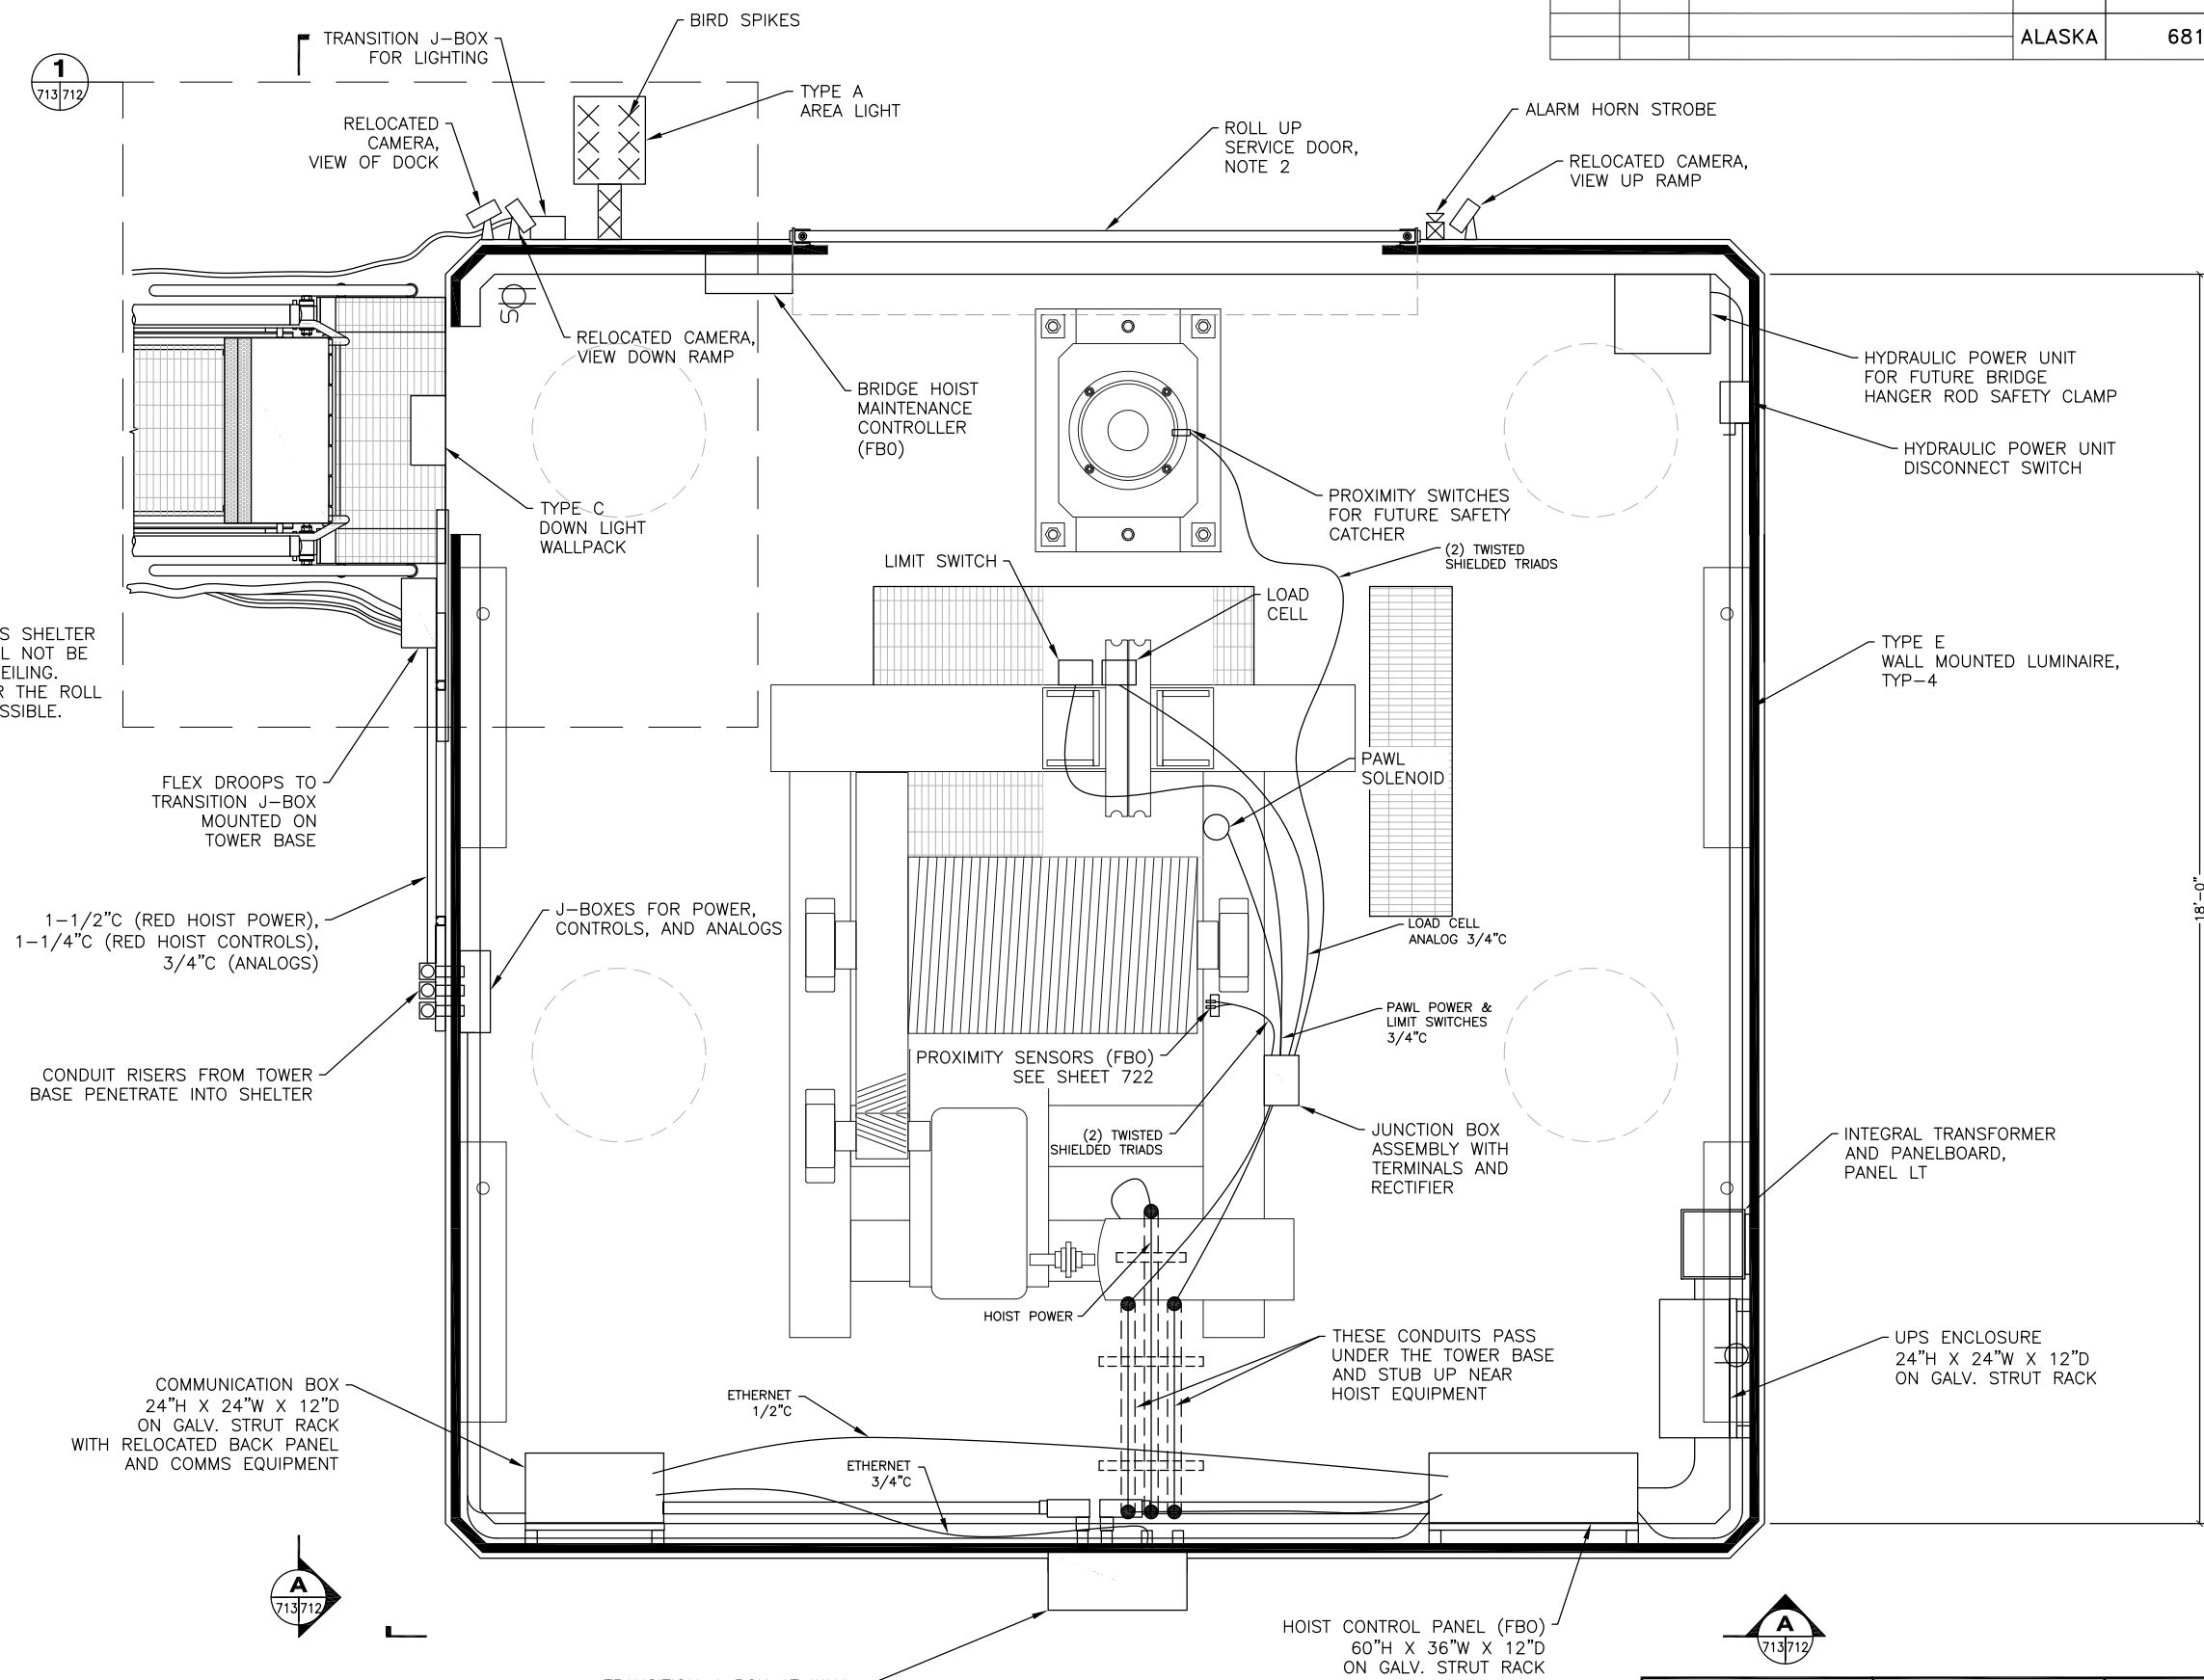 BIRD SPIKES
TRANSITION J-BOX
FOR LIGHTING
ALASKA
681
1
713 712
TYPE A
AREA LIGHT
RELOCATED
CAMERA,
VIEW OF DOCK
ROLL UP
SERVICE DOOR,
NOTE 2
ALARM HORN STROBE
RELOCATED CAMERA,
VIEW UP RAMP
RELOCATED CAMERA,
VIEW DOWN RAMP
BRIDGE HOIST
MAINTENANCE
CONTROLLER
(FBO)
HYDRAULIC POWER UNIT
FOR FUTURE BRIDGE
HANGER ROD SAFETY CLAMP
HYDRAULIC POWER UNIT
DISCONNECT SWITCH
TYPE C
DOWN LIGHT
WALLPACK
PROXIMITY SWITCHES
FOR FUTURE SAFETY
CATCHER
(2) TWISTED
SHIELDED TRIADS
LIMIT SWITCH
LOAD
CELL
S SHELTER
L NOT BE
EILING.
R THE ROLL
SSIBLE.
TYPE E
WALL MOUNTED LUMINAIRE,
TYP-4
PAWL
SOLENOID
FLEX DROOPS TO
TRANSITION J-BOX
MOUNTED ON
TOWER BASE
18'-0"
1-1/2"C (RED HOIST POWER),
1-1/4"C (RED HOIST CONTROLS),
3/4"C (ANALOGS)
J-BOXES FOR POWER,
CONTROLS, AND ANALOGS
LOAD CELL
ANALOG 3/4"C
PAWL POWER &
LIMIT SWITCHES
3/4"C
PROXIMITY SENSORS (FBO)
SEE SHEET 722
CONDUIT RISERS FROM TOWER
BASE PENETRATE INTO SHELTER
(2) TWISTED
SHIELDED TRIADS
JUNCTION BOX
ASSEMBLY WITH
TERMINALS AND
RECTIFIER
INTEGRAL TRANSFORMER
AND PANELBOARD,
PANEL LT
HOIST POWER
THESE CONDUITS PASS
UNDER THE TOWER BASE
AND STUB UP NEAR
HOIST EQUIPMENT
UPS ENCLOSURE
24"H X 24"W X 12"D
ON GALV. STRUT RACK
COMMUNICATION BOX
24"H X 24"W X 12"D
ON GALV. STRUT RACK
WITH RELOCATED BACK PANEL
AND COMMS EQUIPMENT
ETHERNET
1/2"C
ETHERNET
3/4"C
A
713 712
HOIST CONTROL PANEL (FBO)
60"H X 36"W X 12"D
ON GALV. STRUT RACK
A
713 712